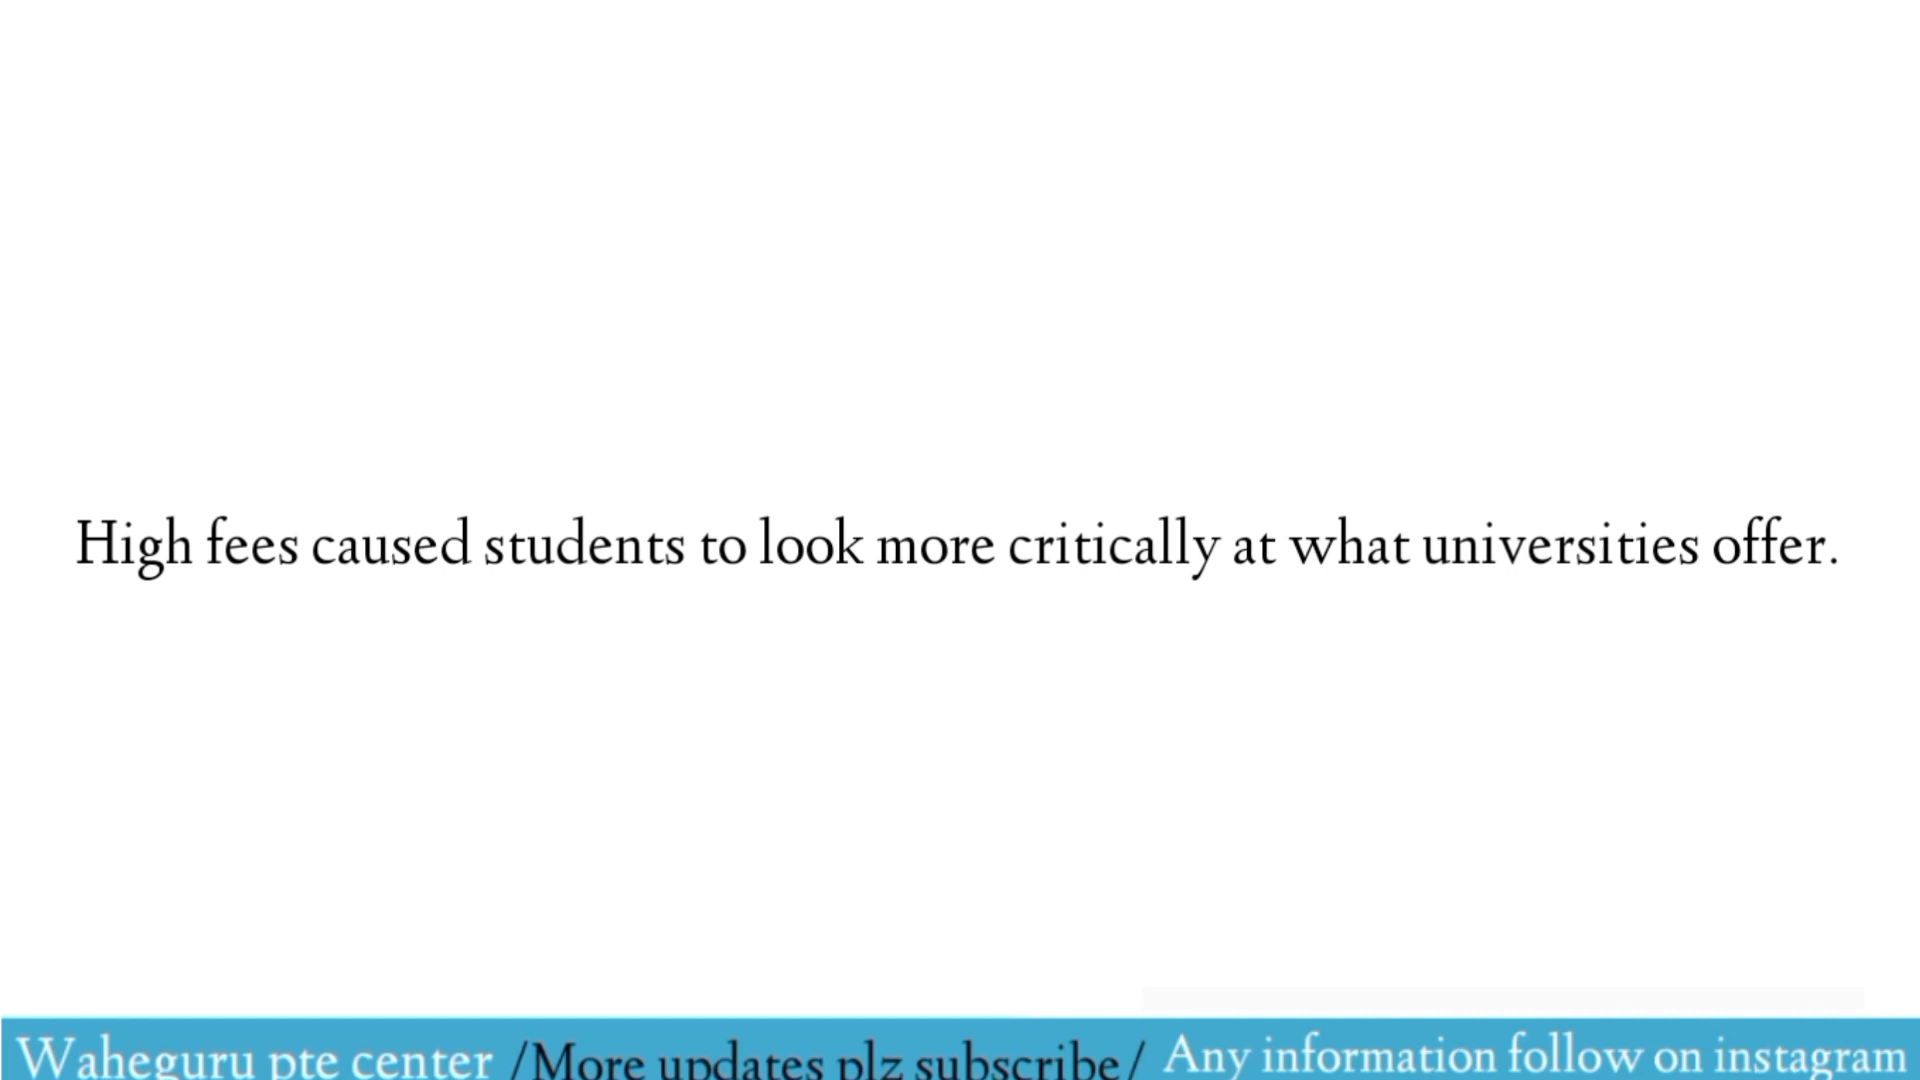 High fees caused students to look more critically at what universities offer.
Waheguru pte center /More updates plz subscribe/ Any information follow on instagram